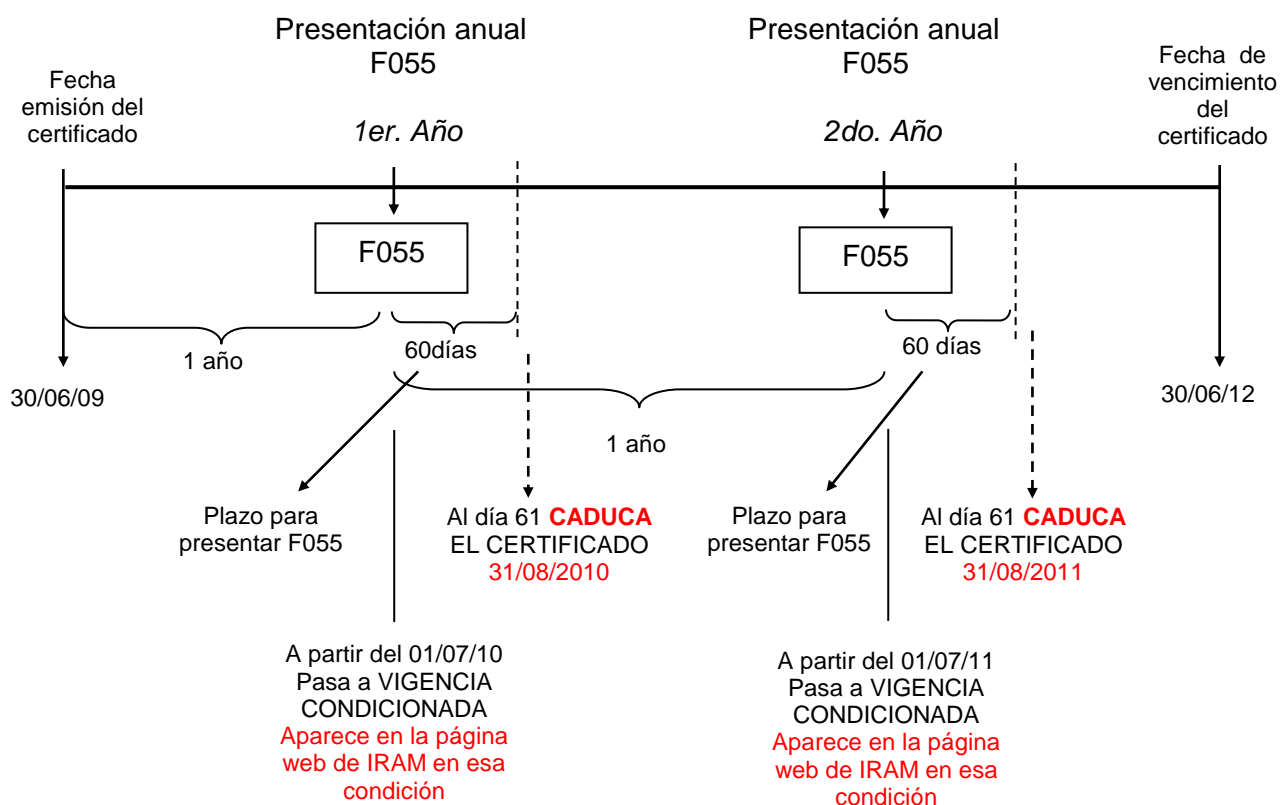 Fecha
emisión del
certificado
Presentación anual
F055
1er. Año
Presentación anual
F055
2do. Año
Fecha de
vencimiento
del
certificado
F055
F055
1 año
60días
1 año
60 días
30/06/09
30/06/12
Plazo para
presentar F055
Al día 61 CADUCA
EL CERTIFICADO
31/08/2010
Plazo para
presentar F055
Al día 61 CADUCA
EL CERTIFICADO
31/08/2011
A partir del 01/07/10
Pasa a VIGENCIA
CONDICIONADA
Aparece en la página
web de IRAM en esa
condición
A partir del 01/07/11
Pasa a VIGENCIA
CONDICIONADA
Aparece en la página
web de IRAM en esa
condición